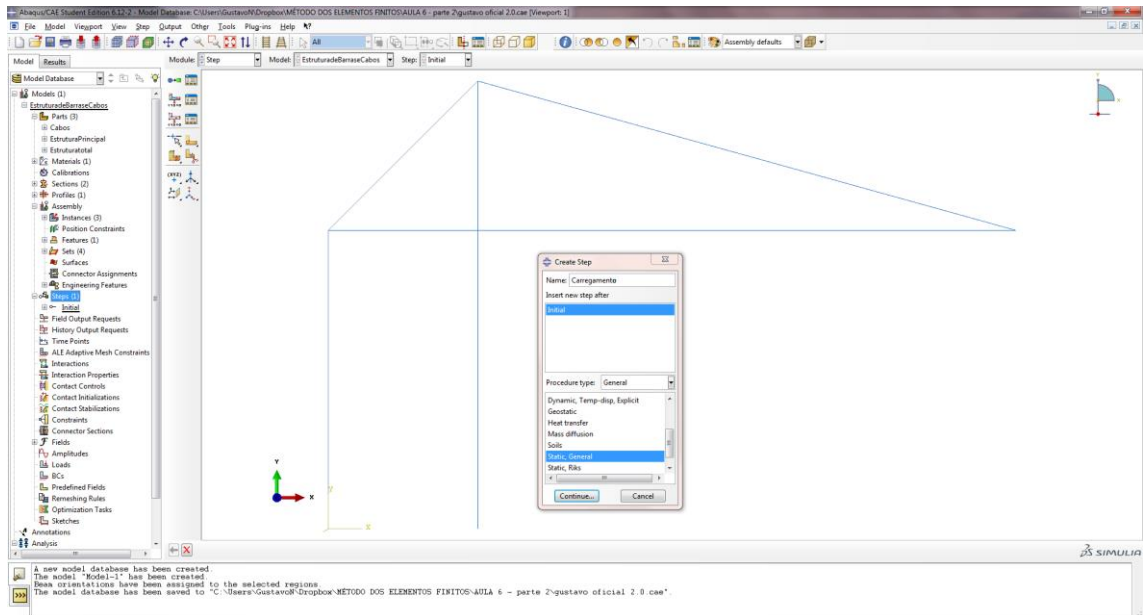 Abaqus/CAE Student Edition 6.12-2 - Model Database: C:\Users\GustavoN\Dropbox\MÉTODO DOS ELEMENTOS FINITOS\AULA 6 - parte 2\gustavo oficial 2.0.cae [Viewport: 1]
File Model Viewport View Step Output Other Tools Plug-ins Help
All
Assembly defaults
Model Results
Module: Step Model: EstruturadeBarraseCabos Step: Initial
Model Database
Models (1)
EstruturadeBarraseCabos
Parts (3)
Cabos
EstruturaPrincipal
Estruturatotal
Materials (1)
Calibrations
Sections (2)
Profiles (1)
Assembly
Instances (3)
Position Constraints
Features (1)
Sets (4)
Surfaces
Connector Assignments
Engineering Features
Steps (1)
Initial
Field Output Requests
History Output Requests
Time Points
ALE Adaptive Mesh Constraints
Interactions
Interaction Properties
Contact Controls
Contact Initializations
Contact Stabilizations
Constraints
Connector Sections
Fields
Amplitudes
Loads
BCs
Predefined Fields
Remeshing Rules
Optimization Tasks
Sketches
Annotations
Analysis
Create Step
Name: Carregamento
Insert new step after
Initial
Procedure type: General
Dynamic, Temp-disp, Explicit
Geostatic
Heat transfer
Mass diffusion
Soils
Static, General
Static, Riks
Continue... Cancel
Y
X
Y
X
SIMULIA
A new model database has been created.
The model "Model-1" has been created.
Beam orientations have been assigned to the selected regions.
The model database has been saved to "C:\Users\GustavoN\Dropbox\MÉTODO DOS ELEMENTOS FINITOS\AULA 6 - parte 2\gustavo oficial 2.0.cae".